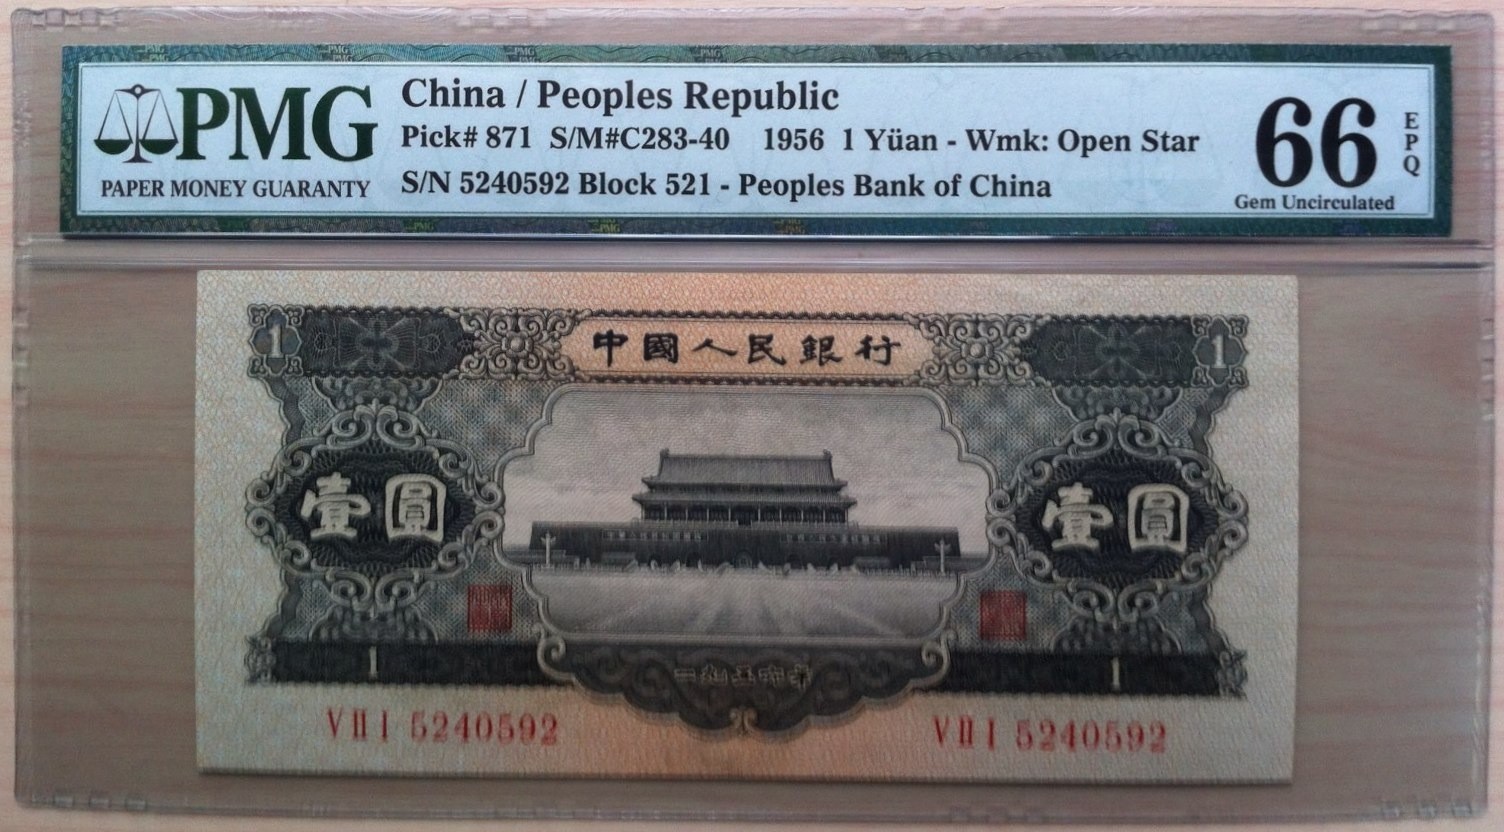 PMG
PAPER MONEY GUARANTY
China / Peoples Republic
Pick# 871 S/M#C283-40 1956 1 Yüan - Wmk: Open Star
S/N 5240592 Block 521 - Peoples Bank of China
66
EPQ
Gem Uncirculated
1 中國人民銀行 1
壹圓 壹圓
1 1
VII I 5240592 VII I 5240592